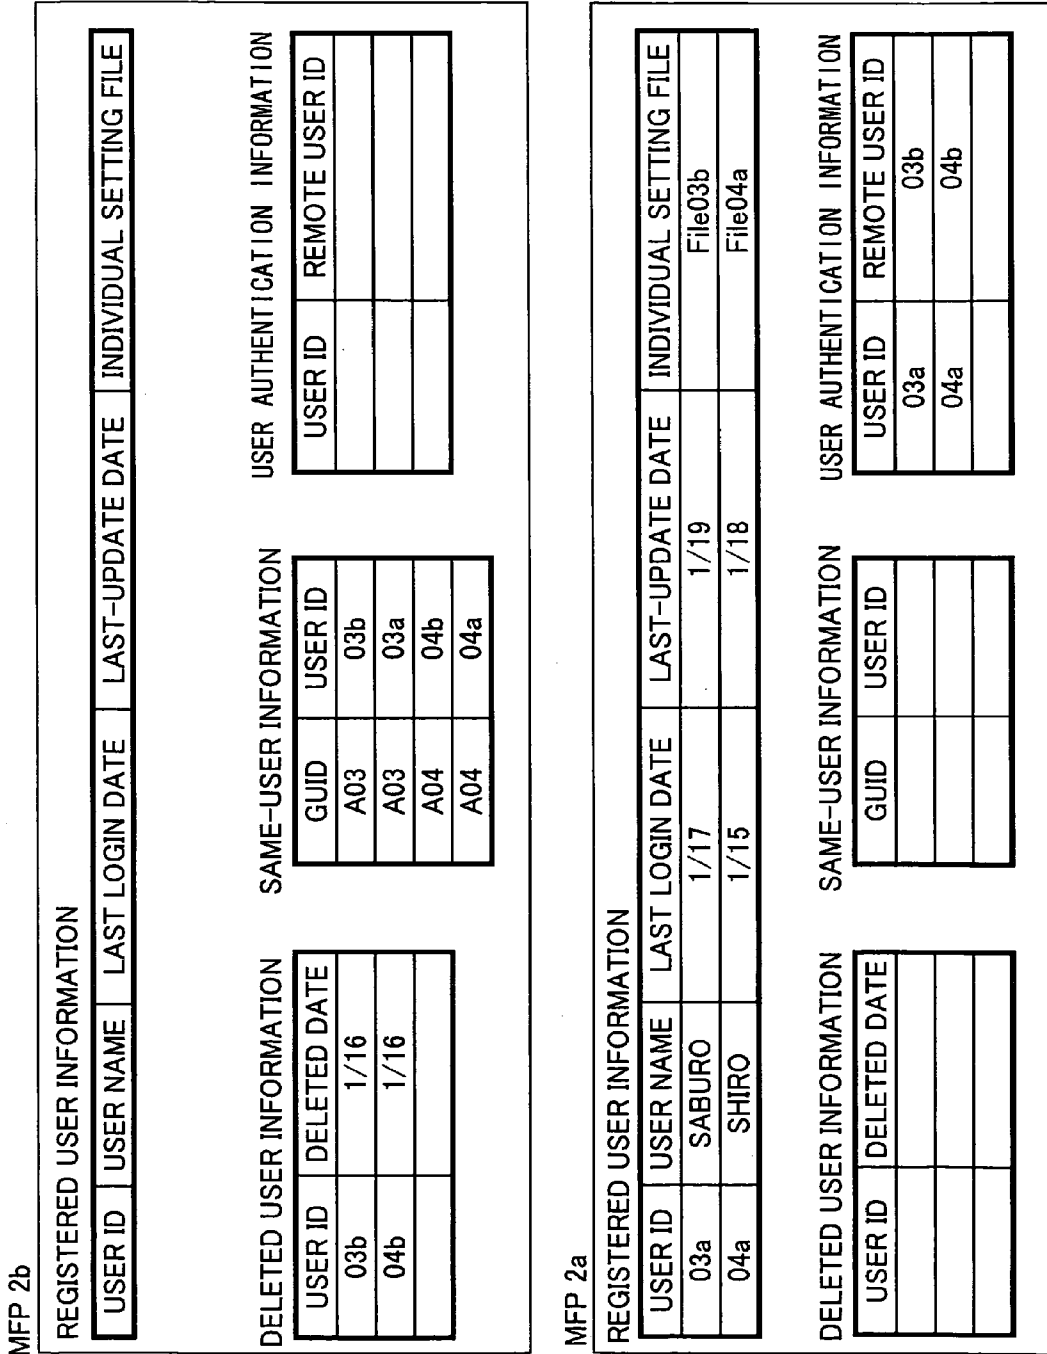 MFP 2b
REGISTERED USER INFORMATION
USER ID USER NAME LAST LOGIN DATE LAST-UPDATE DATE INDIVIDUAL SETTING FILE
DELETED USER INFORMATION
USER ID DELETED DATE
03b 1/16
04b 1/16
SAME-USER INFORMATION
GUID USER ID
A03 03b
A03 03a
A04 04b
A04 04a
USER AUTHENTICATION INFORMATION
USER ID REMOTE USER ID
MFP 2a
REGISTERED USER INFORMATION
USER ID USER NAME LAST LOGIN DATE LAST-UPDATE DATE INDIVIDUAL SETTING FILE
03a SABURO 1/17 1/19 File03b
04a SHIRO 1/15 1/18 File04a
DELETED USER INFORMATION
USER ID DELETED DATE
SAME-USER INFORMATION
GUID USER ID
USER AUTHENTICATION INFORMATION
USER ID REMOTE USER ID
03a 03b
04a 04b